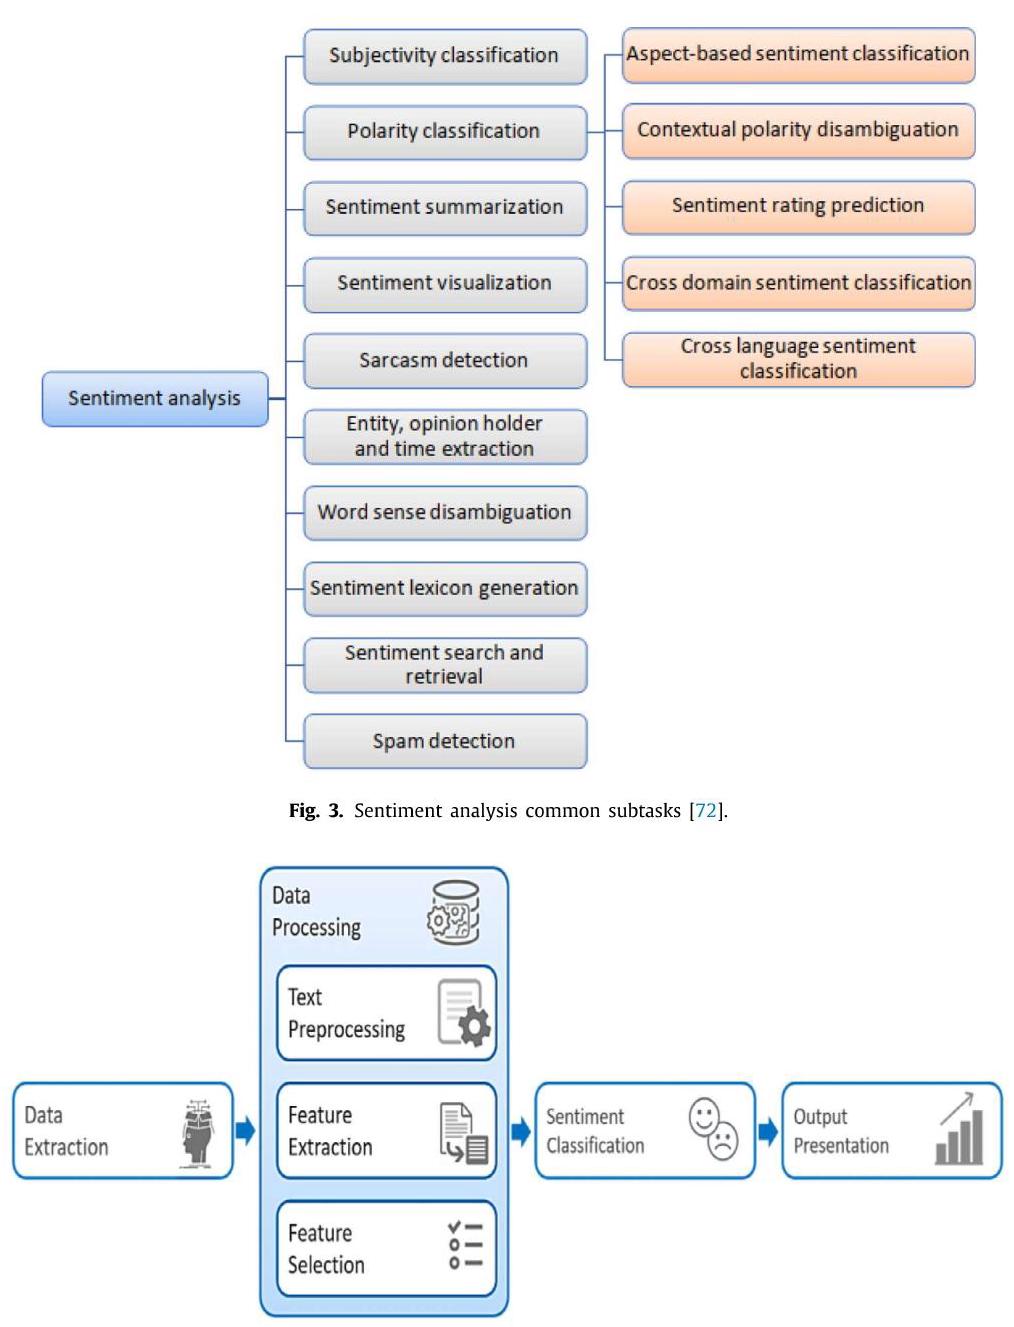 Subjectivity classification
Polarity classification
Sentiment summarization
Sentiment visualization
Sarcasm detection
Sentiment analysis
Entity, opinion holder
and time extraction
Word sense disambiguation
Sentiment lexicon generation
Sentiment search and
retrieval
Spam detection
Aspect-based sentiment classification
Contextual polarity disambiguation
Sentiment rating prediction
Cross domain sentiment classification
Cross language sentiment
classification
Fig. 3. Sentiment analysis common subtasks [72].
Data
Extraction
Data
Processing
Text
Preprocessing
Feature
Extraction
Feature
Selection
Sentiment
Classification
Output
Presentation